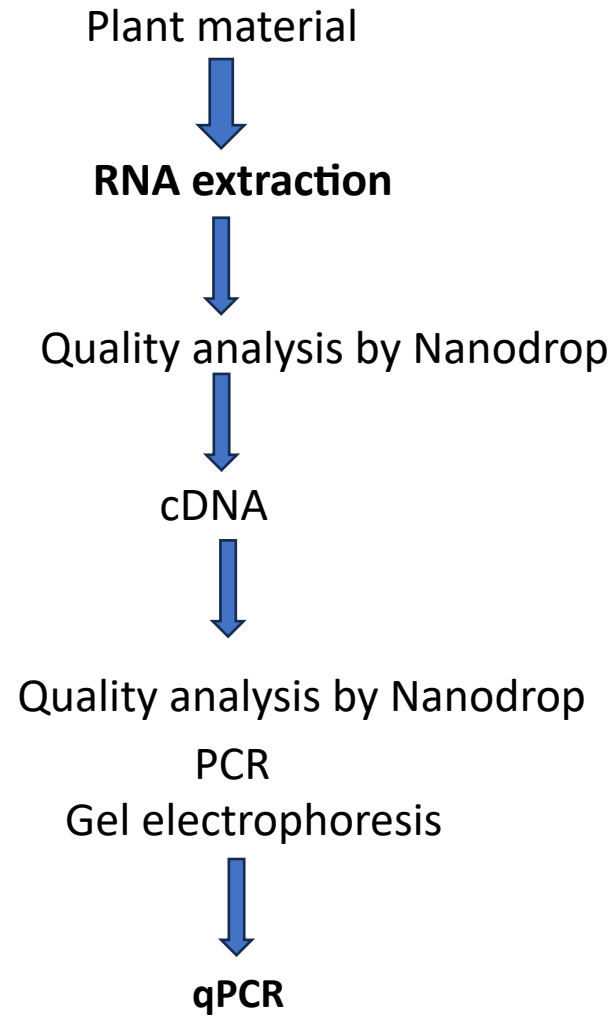 Plant material
RNA extraction
Quality analysis by Nanodrop
cDNA
Quality analysis by Nanodrop
PCR
Gel electrophoresis
qPCR